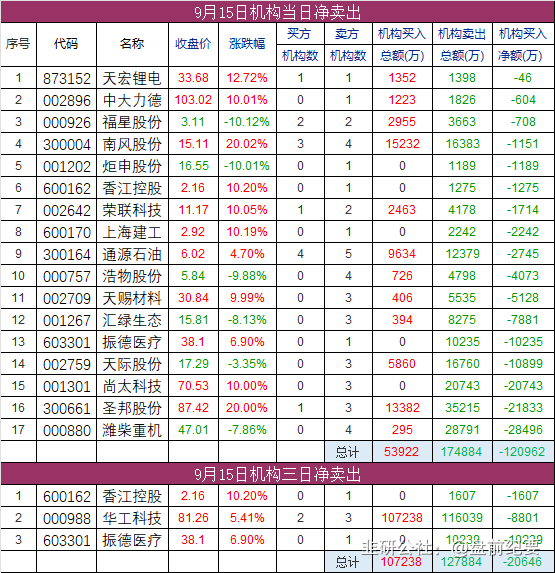 9月15日机构当日净卖出
序号 代码 名称 收盘价 涨跌幅 买方机构数 卖方机构数 机构买入总额(万) 机构卖出总额(万) 机构买入净额(万)
1 873152 天宏锂电 33.68 12.72% 1 1 1352 1398 -46
2 002896 中大力德 103.02 10.01% 0 1 1223 1826 -604
3 000926 福星股份 3.11 -10.12% 2 2 2955 3663 -708
4 300004 南风股份 15.11 20.02% 3 4 15232 16383 -1151
5 001202 炬申股份 16.55 -10.01% 0 1 0 1189 -1189
6 600162 香江控股 2.16 10.20% 0 1 0 1275 -1275
7 002642 荣联科技 11.17 10.05% 1 2 2463 4178 -1714
8 600170 上海建工 2.92 10.19% 0 1 0 2242 -2242
9 300164 通源石油 6.02 4.70% 4 5 9634 12379 -2745
10 000757 浩物股份 5.84 -9.88% 0 4 726 4798 -4073
11 002709 天赐材料 30.84 9.99% 0 3 406 5535 -5128
12 001267 汇绿生态 15.81 -8.13% 0 3 394 8275 -7881
13 603301 振德医疗 38.1 6.90% 0 1 0 10235 -10235
14 002759 天际股份 17.29 -3.35% 0 3 5860 16760 -10899
15 001301 尚太科技 70.53 10.00% 0 3 0 20743 -20743
16 300661 圣邦股份 87.42 20.00% 1 3 13382 35215 -21833
17 000880 潍柴重机 47.01 -7.86% 0 4 295 28791 -28496
总计 53922 174884 -120962
9月15日机构三日净卖出
1 600162 香江控股 2.16 10.20% 0 1 0 1607 -1607
2 000988 华工科技 81.26 5.41% 2 3 107238 116039 -8801
3 603301 振德医疗 38.1 6.90% 0 1 0 10239 -10239
总计 107238 127884 -20646
韭研公社:@盘前纪要